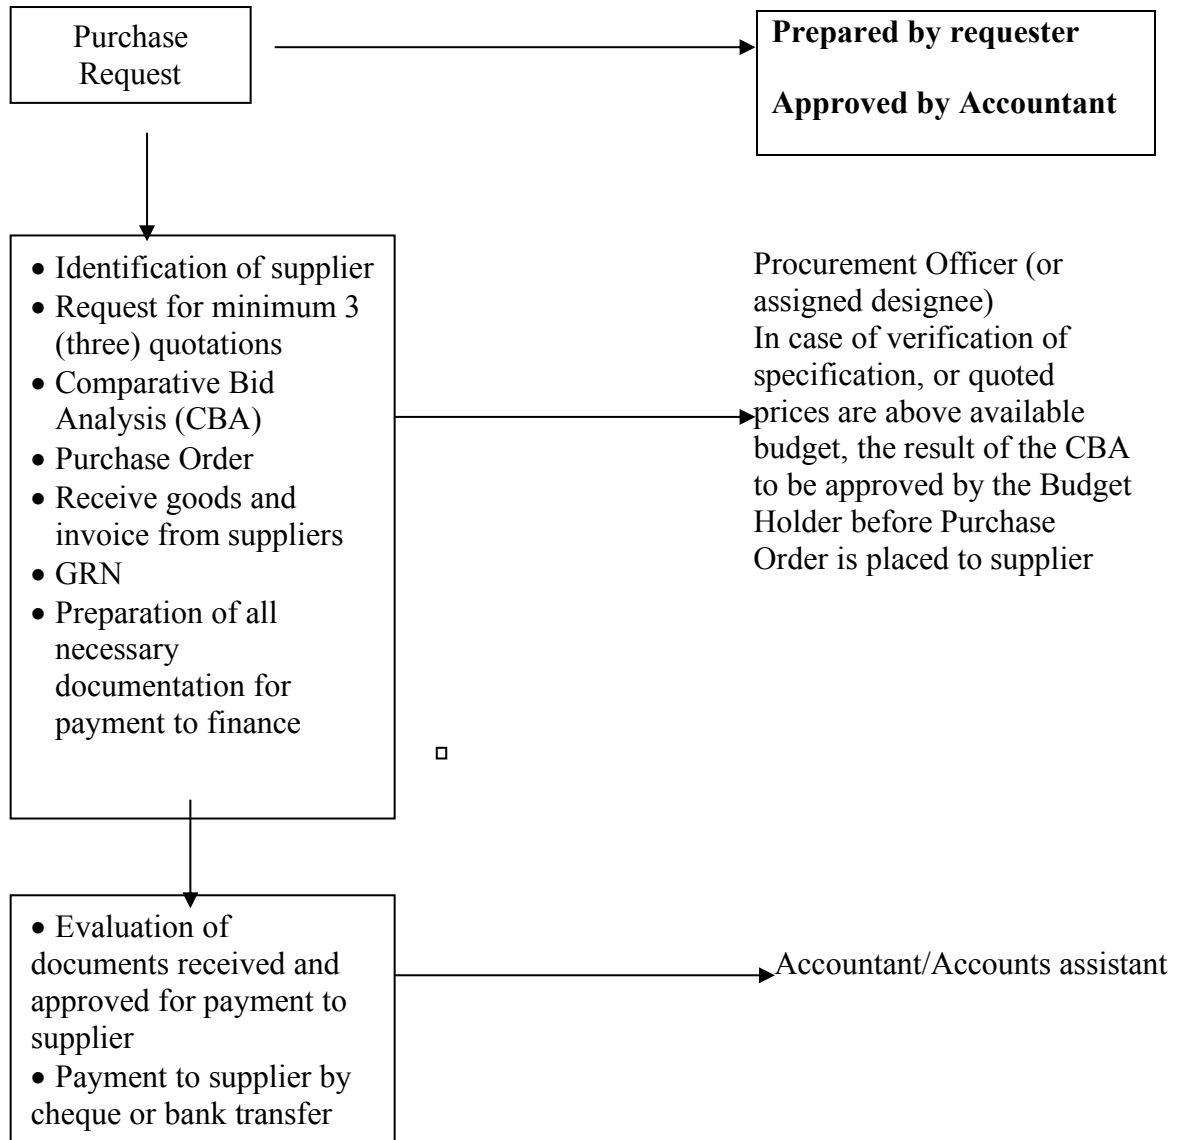 Purchase
Request
Prepared by requester
Approved by Accountant
• Identification of supplier
• Request for minimum 3
(three) quotations
• Comparative Bid
Analysis (CBA)
• Purchase Order
• Receive goods and
invoice from suppliers
• GRN
• Preparation of all
necessary
documentation for
payment to finance
Procurement Officer (or
assigned designee)
In case of verification of
specification, or quoted
prices are above available
budget, the result of the CBA
to be approved by the Budget
Holder before Purchase
Order is placed to supplier
• Evaluation of
documents received and
approved for payment to
supplier
• Payment to supplier by
cheque or bank transfer
Accountant/Accounts assistant